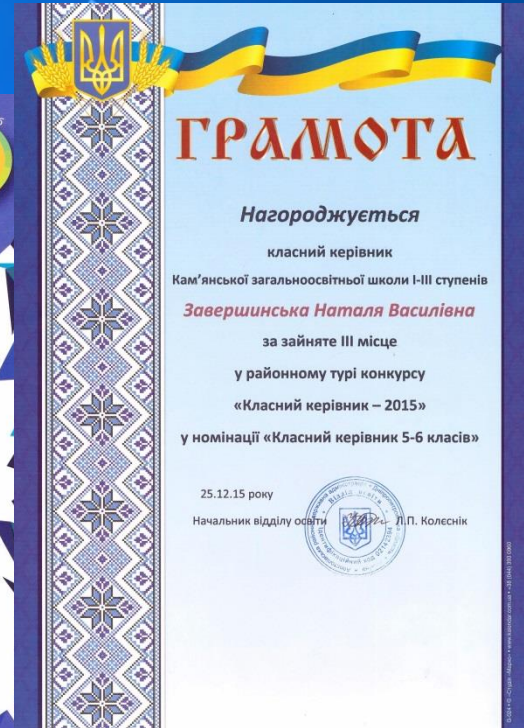 ГРАМОТА
Нагороджується
класний керівник
Кам'янської загальноосвітньої школи І-ІІІ ступенів
Завершинська Наталя Василівна
за зайняте ІІІ місце
у районному турі конкурсу
«Класний керівник – 2015»
у номінації «Класний керівник 5-6 класів»
25.12.15 року
Начальник відділу освіти Л.П. Колєснік